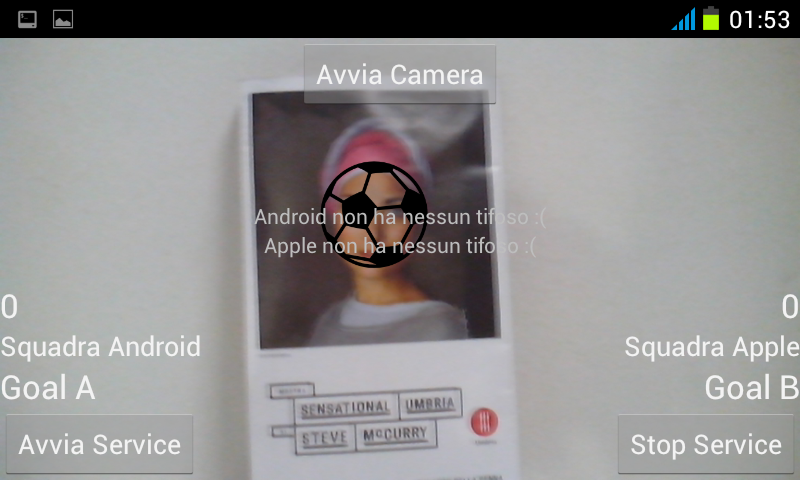 01:53
Avvia Camera
Android non ha nessun tifoso :(
Apple non ha nessun tifoso :(
0
0
Squadra Android
Squadra Apple
Goal A
Goal B
SENSATIONAL UMBRIA
STEVE McCURRY
Avvia Service
Stop Service